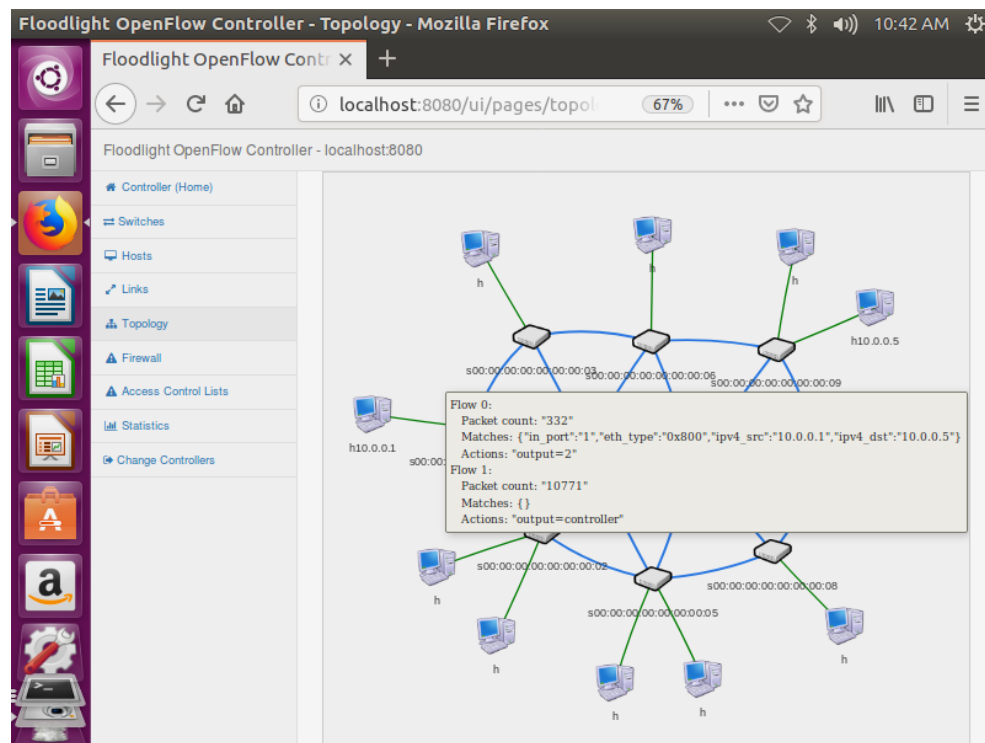 Floodlight OpenFlow Controller - Topology - Mozilla Firefox
10:42 AM
Floodlight OpenFlow Contr
localhost:8080/ui/pages/topol
67%
Floodlight OpenFlow Controller - localhost:8080
Controller (Home)
Switches
Hosts
Links
Topology
Firewall
Access Control Lists
Statistics
Change Controllers
h
h
h
h10.0.0.5
s00:00:00:00:00:00:00:03
s00:00:00:00:00:00:00:06
s00:00:00:00:00:00:00:09
h10.0.0.1
s00:00:
Flow 0:
Packet count: "332"
Matches: {"in_port":"1","eth_type":"0x800","ipv4_src":"10.0.0.1","ipv4_dst":"10.0.0.5"}
Actions: "output=2"
Flow 1:
Packet count: "10771"
Matches: {}
Actions: "output=controller"
s00:00:00:00:00:00:00:02
s00:00:00:00:00:00:00:08
h
s00:00:00:00:00:00:00:05
h
h
h
h